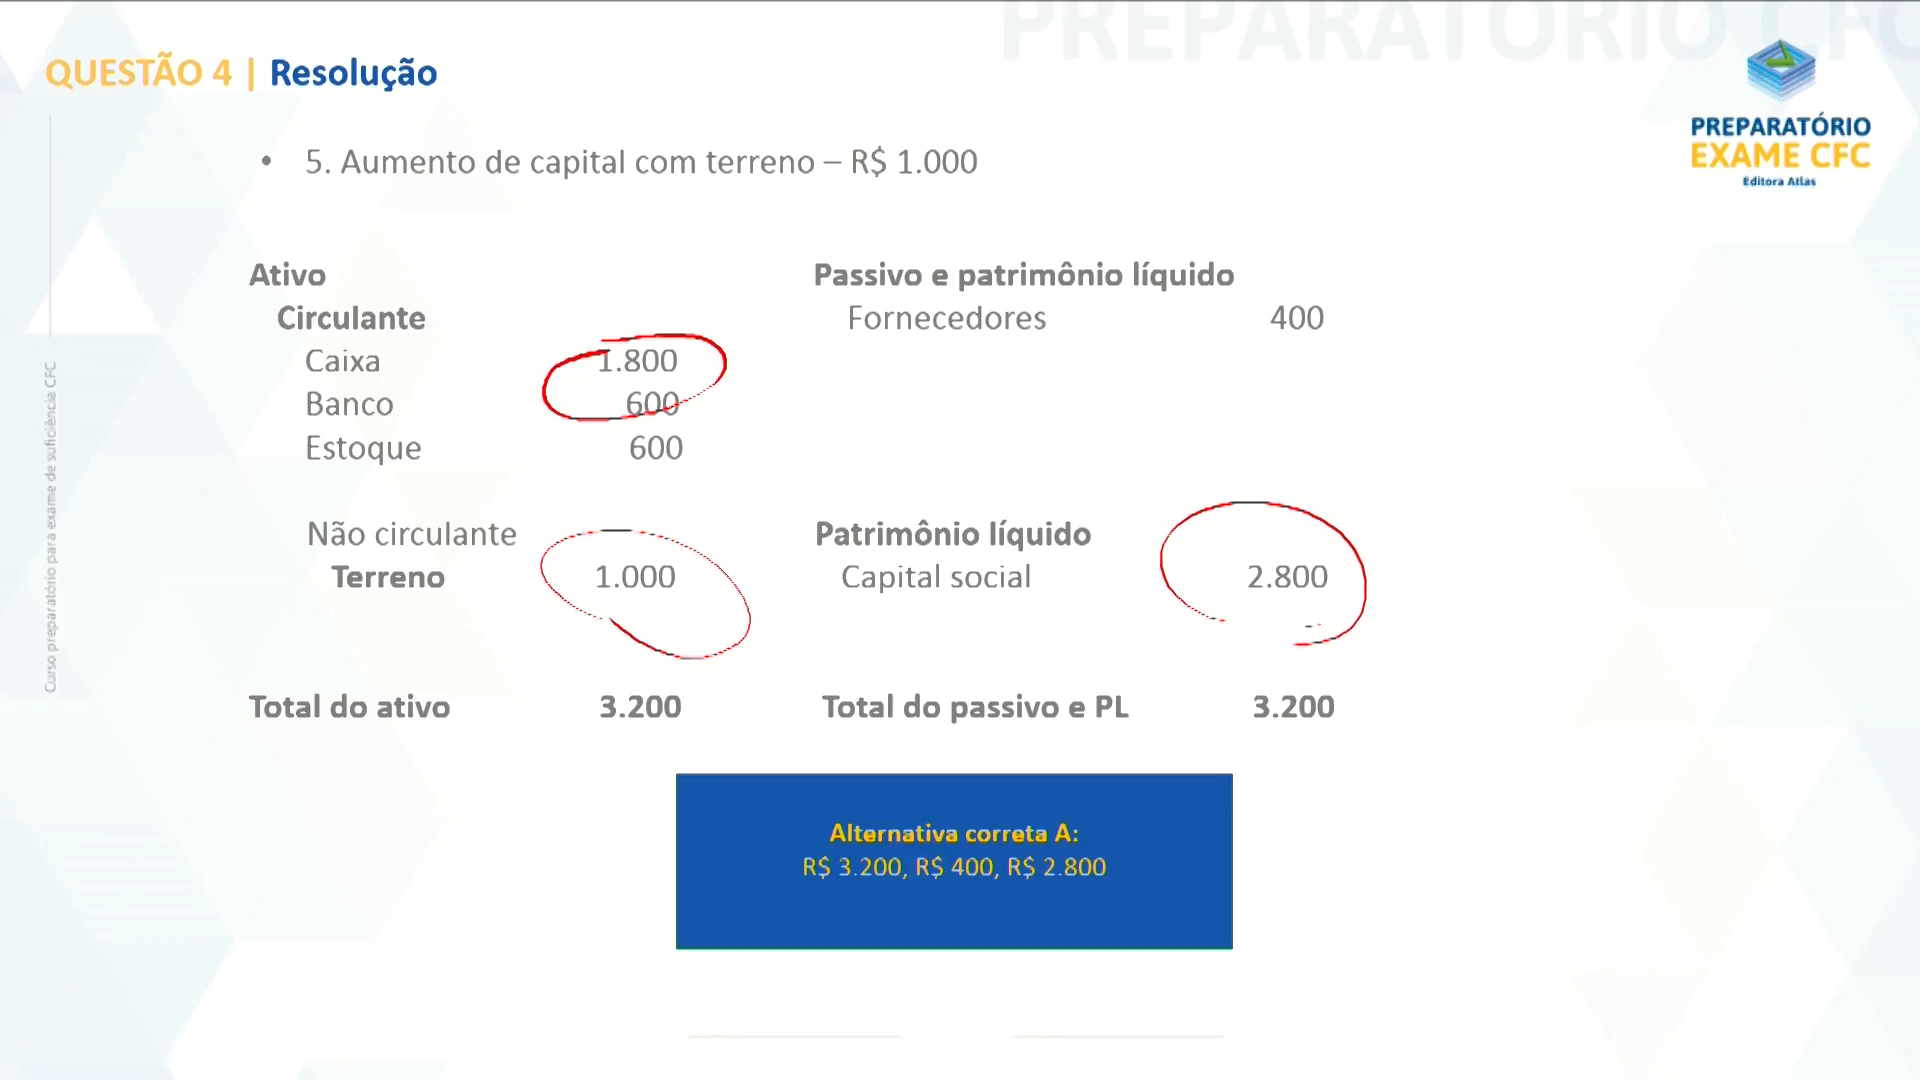 PREPARATÓRIO CFC
QUESTÃO 4 | Resolução
PREPARATÓRIO
EXAME CFC
Editora Atlas
• 5. Aumento de capital com terreno – R$ 1.000
Ativo Passivo e patrimônio líquido
Circulante Fornecedores 400
Caixa 1.800
Banco 600
Estoque 600
Não circulante Patrimônio líquido
Terreno 1.000 Capital social 2.800
Total do ativo 3.200 Total do passivo e PL 3.200
Alternativa correta A:
R$ 3.200, R$ 400, R$ 2.800
Curso preparatório para exame de suficiência CFC